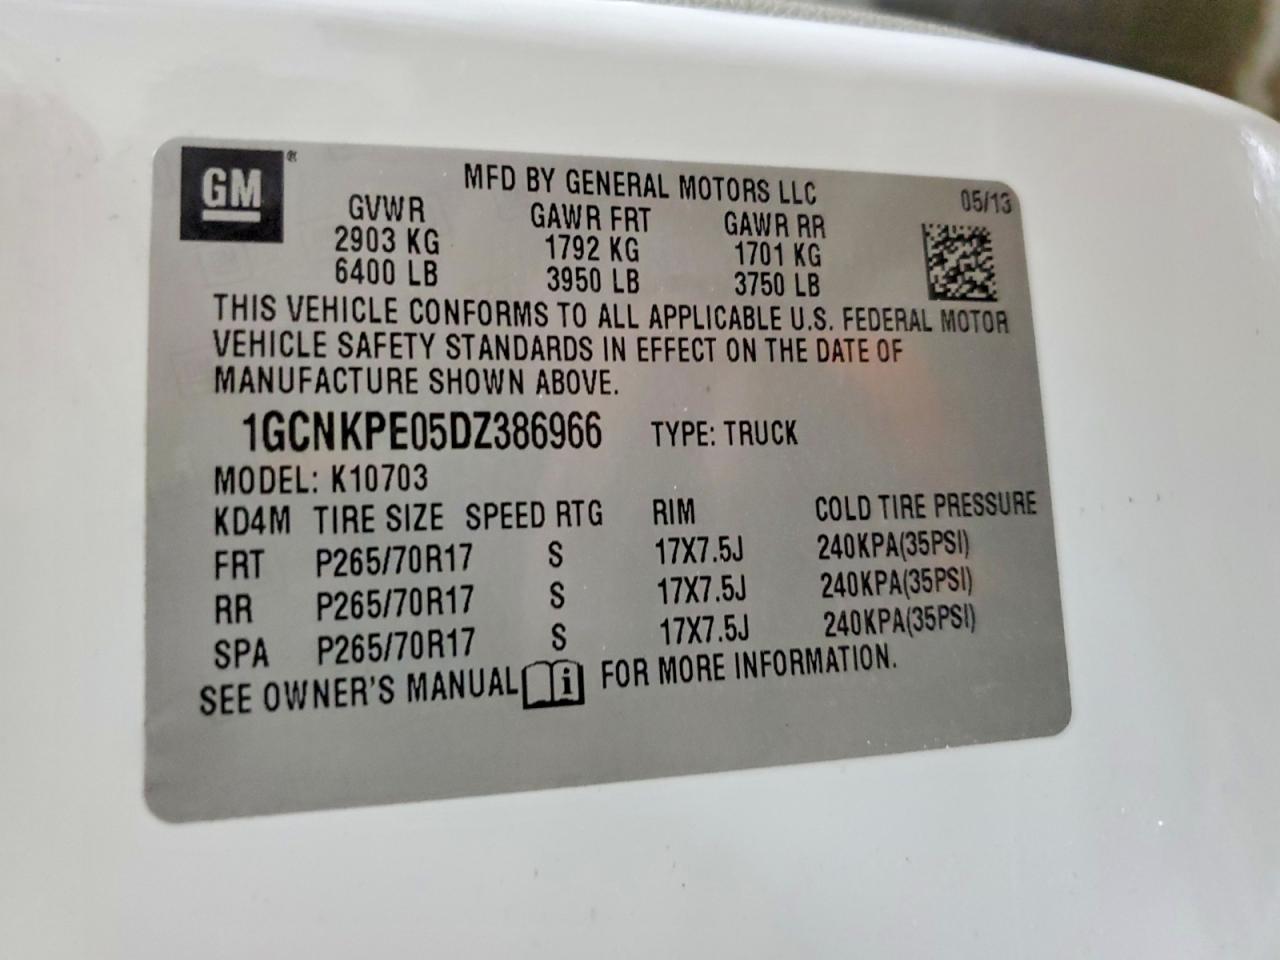 GM ®
MFD BY GENERAL MOTORS LLC 05/13
GVWR GAWR FRT GAWR RR
2903 KG 1792 KG 1701 KG
6400 LB 3950 LB 3750 LB
THIS VEHICLE CONFORMS TO ALL APPLICABLE U.S. FEDERAL MOTOR
VEHICLE SAFETY STANDARDS IN EFFECT ON THE DATE OF
MANUFACTURE SHOWN ABOVE.
1GCNKPE05DZ386966 TYPE: TRUCK
MODEL: K10703
KD4M TIRE SIZE SPEED RTG RIM COLD TIRE PRESSURE
FRT P265/70R17 S 17X7.5J 240KPA(35PSI)
RR P265/70R17 S 17X7.5J 240KPA(35PSI)
SPA P265/70R17 S 17X7.5J 240KPA(35PSI)
SEE OWNER'S MANUAL i FOR MORE INFORMATION.